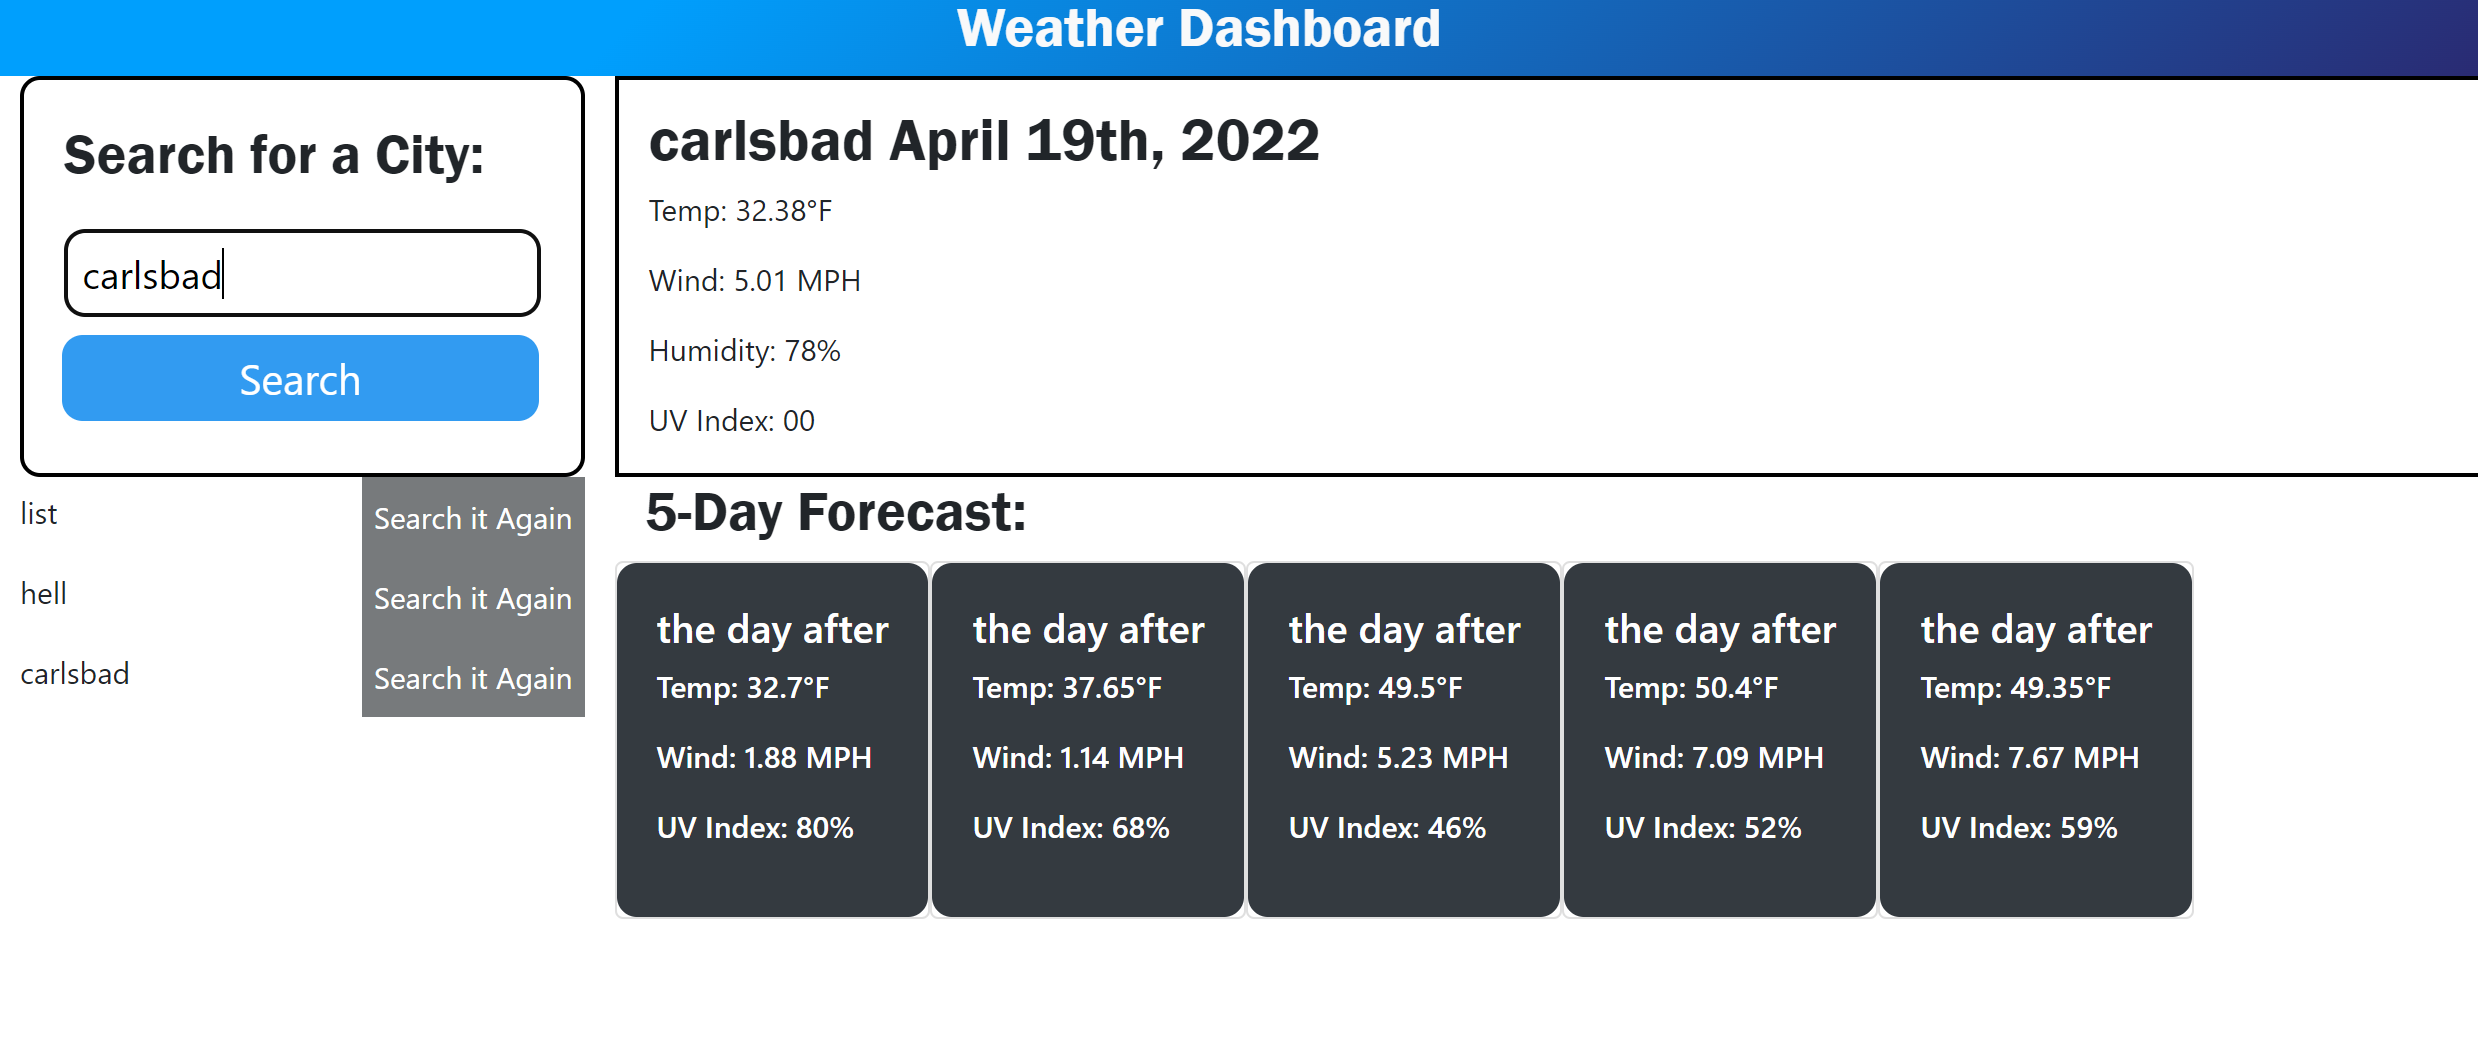 Weather Dashboard
Search for a City:
carlsbad
Search
list Search it Again
hell Search it Again
carlsbad Search it Again
carlsbad April 19th, 2022
Temp: 32.38°F
Wind: 5.01 MPH
Humidity: 78%
UV Index: 00
5-Day Forecast:
the day after
Temp: 32.7°F
Wind: 1.88 MPH
UV Index: 80%
the day after
Temp: 37.65°F
Wind: 1.14 MPH
UV Index: 68%
the day after
Temp: 49.5°F
Wind: 5.23 MPH
UV Index: 46%
the day after
Temp: 50.4°F
Wind: 7.09 MPH
UV Index: 52%
the day after
Temp: 49.35°F
Wind: 7.67 MPH
UV Index: 59%